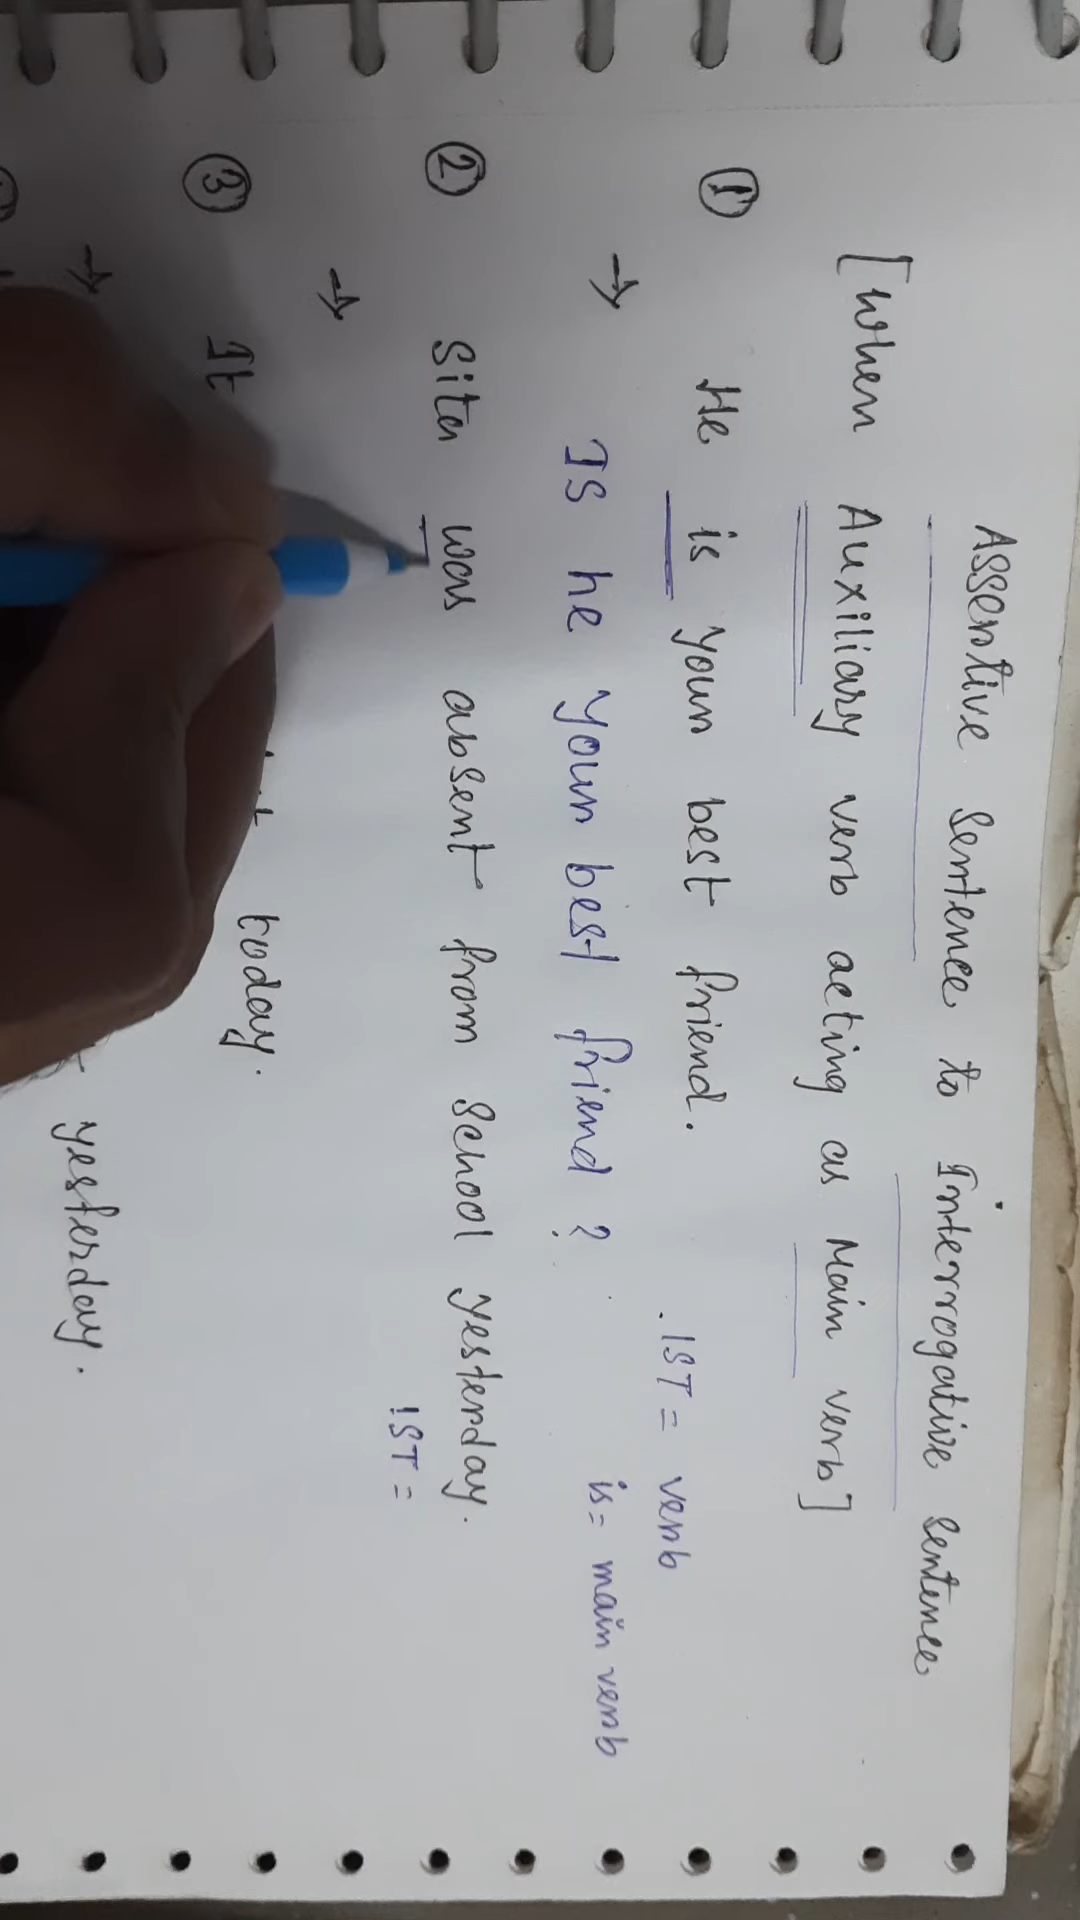 Assertive Sentence to Interrogative Sentence
[When Auxiliary verb acting as Main verb]
① He is your best friend.
1ST = verb
→ IS he your best friend ?
is = main verb
② Sita was absent from School yesterday.
1ST =
→
③ It today.
→ yesterday.